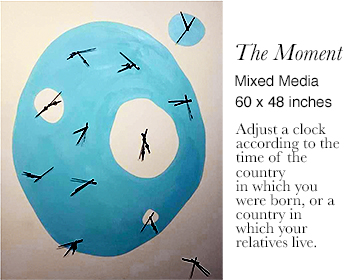 The Moment
Mixed Media
60 x 48 inches
Adjust a clock
according to the
time of the
country
in which you
were born, or a
country in
which your
relatives live.